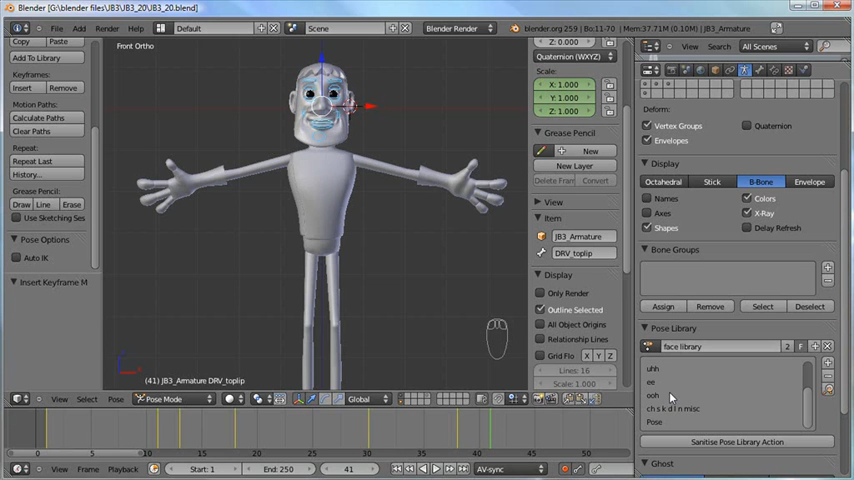 Blender [G:\blender files\JB3\JB3_20\JB3_20.blend]
File Add Render Help Default Scene Blender Render blender.org 259 | Bo:11-70 | Mem:37.71M (0.10M) | JB3_Armature
View Search All Scenes
Copy Paste
Add To Library
Keyframes:
Insert Remove
Motion Paths:
Calculate Paths
Clear Paths
Repeat:
Repeat Last
History...
Grease Pencil:
Draw Line Erase
Use Sketching Ses
Pose Options
Auto IK
Insert Keyframe M
Front Ortho
(41) JB3_Armature DRV_toplip
Z: 0.000
Quaternion (WXYZ)
Scale:
X: 1.000
Y: 1.000
Z: 1.000
Grease Pencil
New
New Layer
Delete Fram Convert
View
Item
JB3_Armature
DRV_toplip
Display
Only Render
Outline Selected
All Object Origins
Relationship Lines
Grid Flo X Y Z
Lines: 16
Scale: 1.000
Deform:
Vertex Groups Quaternion
Envelopes
Display
Octahedral Stick B-Bone Envelope
Names Colors
Axes X-Ray
Shapes Delay Refresh
Bone Groups
Assign Remove Select Deselect
Pose Library
face library 2 F
uhh
ee
ooh
ch s k d l n misc
Pose
Sanitise Pose Library Action
Ghost
View Select Pose Pose Mode Global
0 10 20 30 40 50 60 70
View Frame Playback Start: 1 End: 250 41 AV-sync